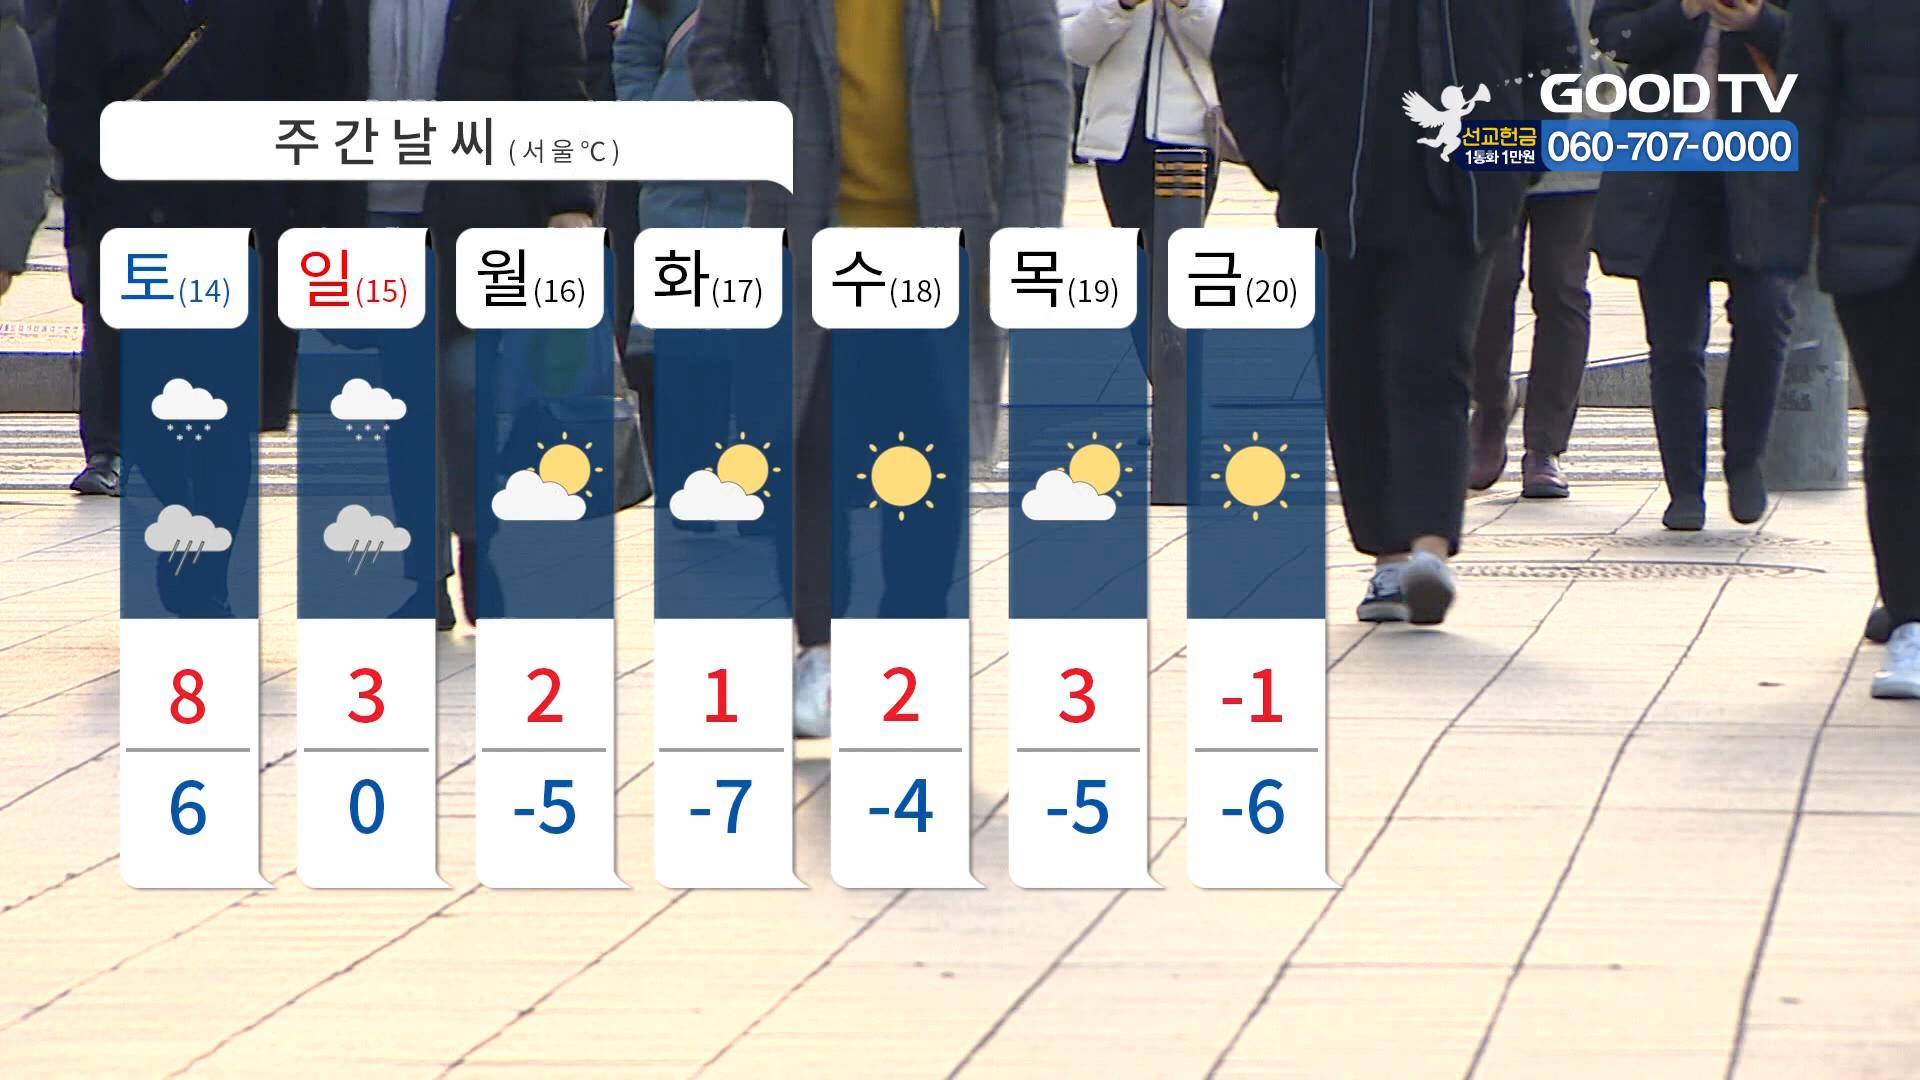 GOOD TV
선교헌금
1통화 1만원
060-707-0000
주간날씨 (서울℃)
토(14) 일(15) 월(16) 화(17) 수(18) 목(19) 금(20)
8 3 2 1 2 3 -1
6 0 -5 -7 -4 -5 -6